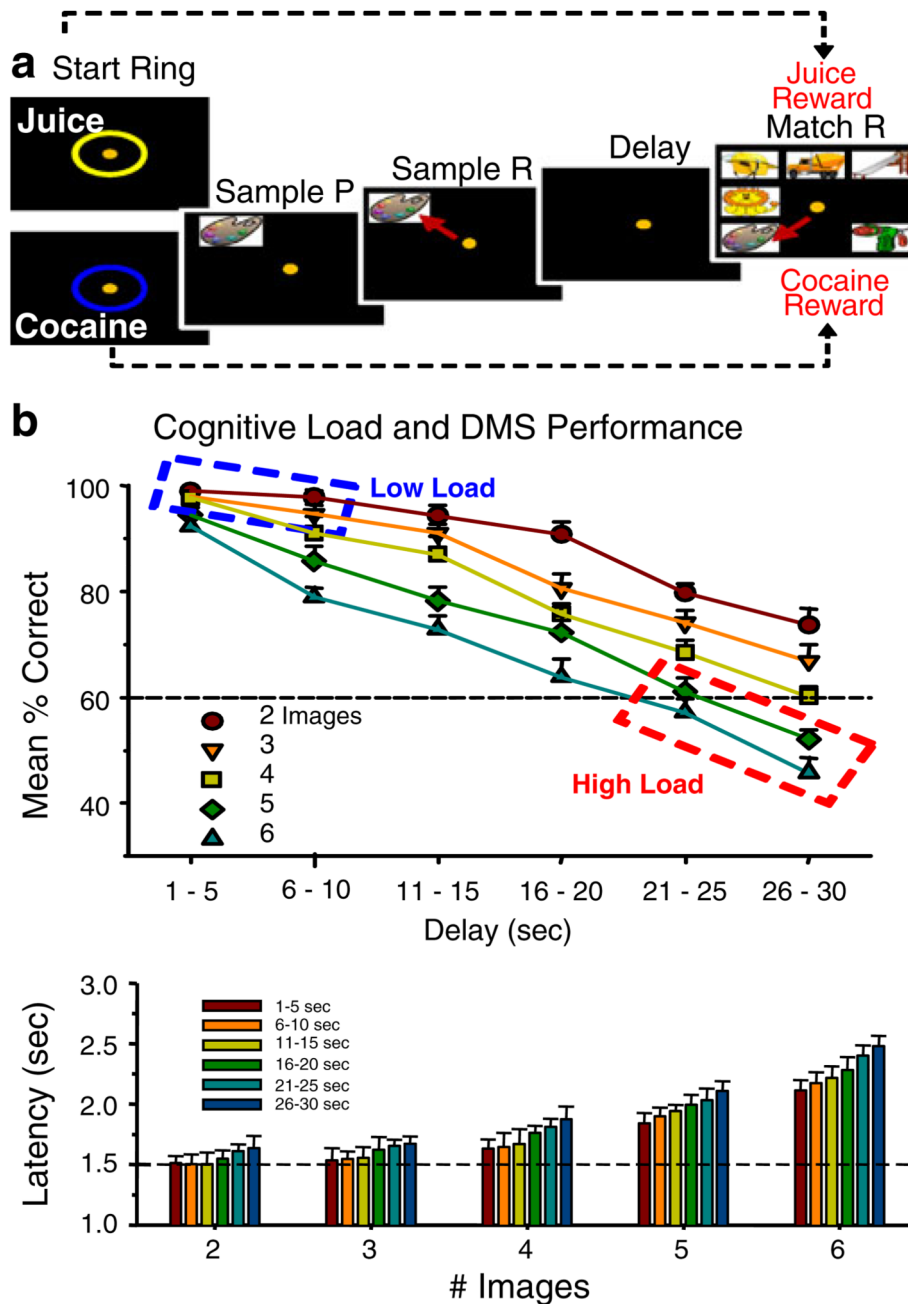 a Start Ring
Juice
Cocaine
Sample P
Sample R
Delay
Juice
Reward
Match R
Cocaine
Reward
b Cognitive Load and DMS Performance
Low Load
High Load
Mean % Correct
100
80
60
40
2 Images
3
4
5
6
1 - 5
6 - 10
11 - 15
16 - 20
21 - 25
26 - 30
Delay (sec)
Latency (sec)
3.0
2.5
2.0
1.5
1.0
1-5 sec
6-10 sec
11-15 sec
16-20 sec
21-25 sec
26-30 sec
2
3
4
5
6
# Images